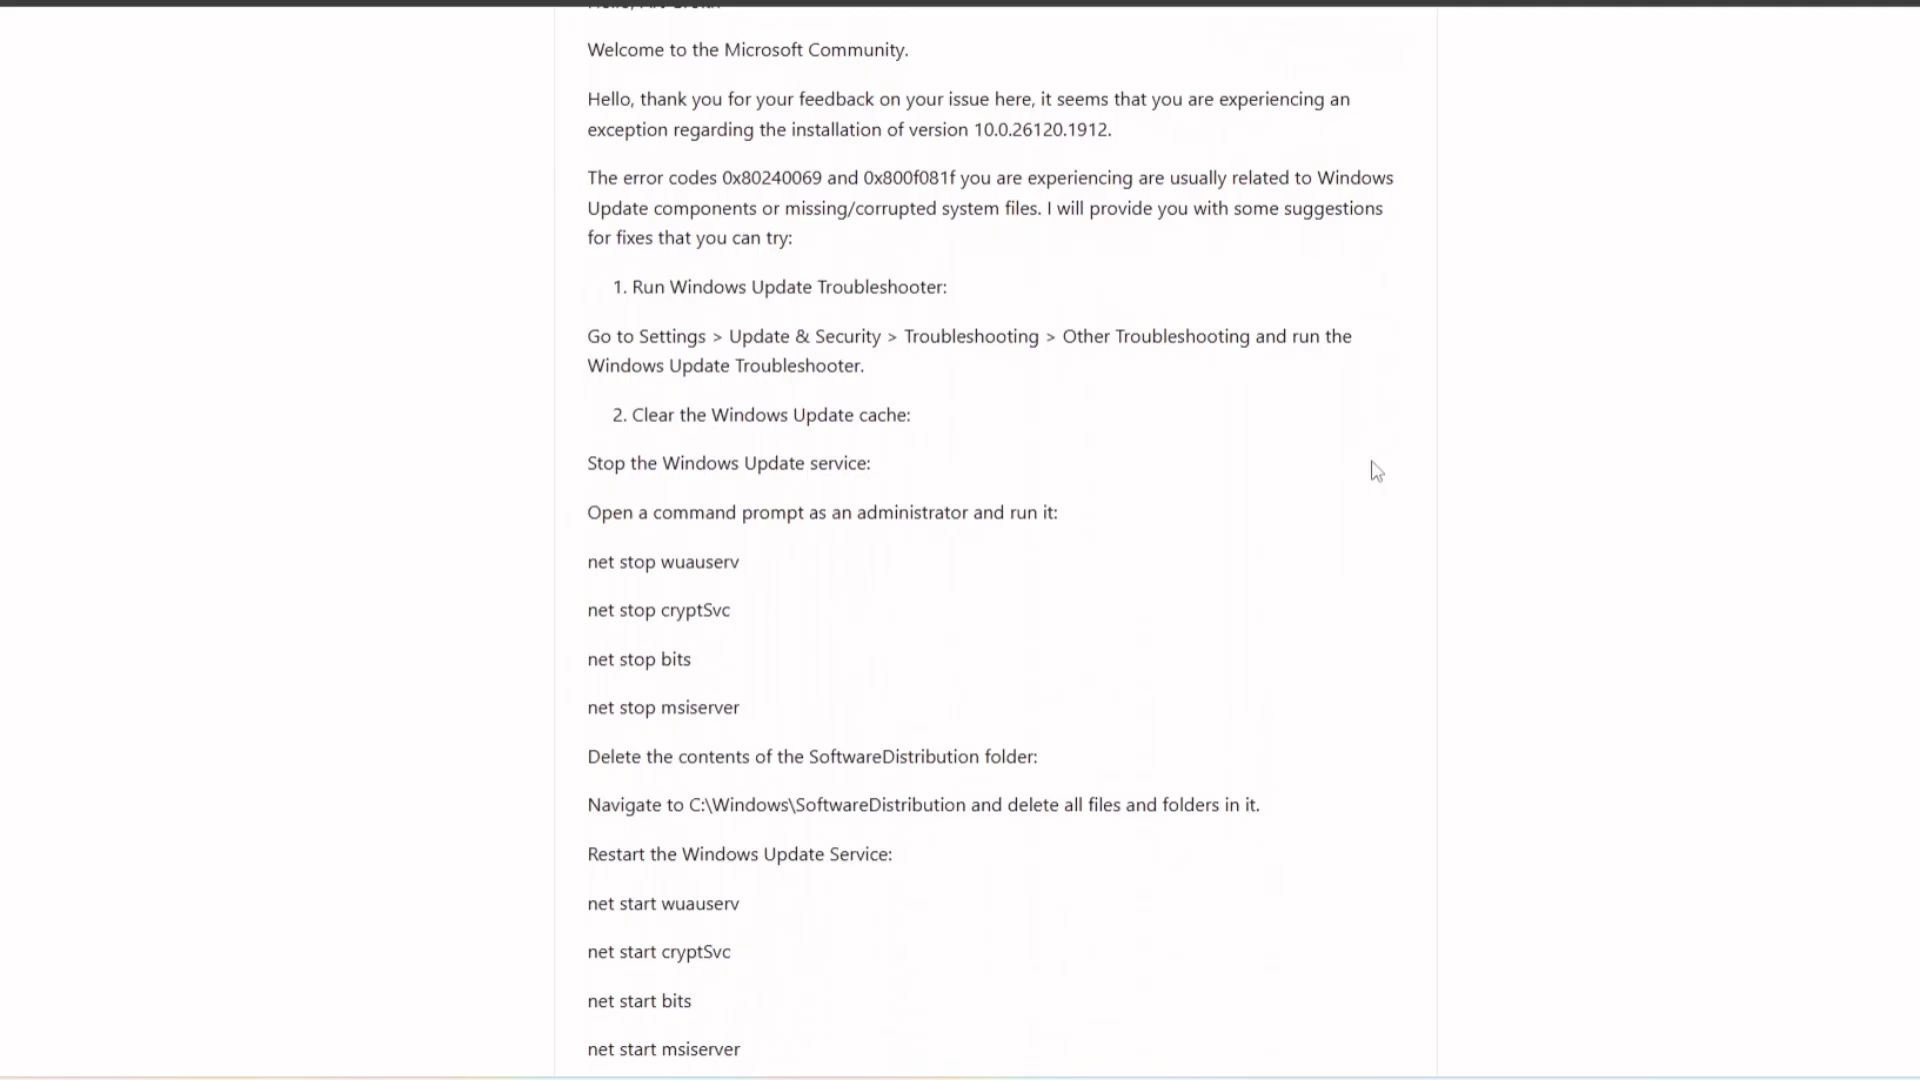 Welcome to the Microsoft Community.
Hello, thank you for your feedback on your issue here, it seems that you are experiencing an
exception regarding the installation of version 10.0.26120.1912.
The error codes 0x80240069 and 0x800f081f you are experiencing are usually related to Windows
Update components or missing/corrupted system files. I will provide you with some suggestions
for fixes that you can try:
1. Run Windows Update Troubleshooter:
Go to Settings > Update & Security > Troubleshooting > Other Troubleshooting and run the
Windows Update Troubleshooter.
2. Clear the Windows Update cache:
Stop the Windows Update service:
Open a command prompt as an administrator and run it:
net stop wuauserv
net stop cryptSvc
net stop bits
net stop msiserver
Delete the contents of the SoftwareDistribution folder:
Navigate to C:\Windows\SoftwareDistribution and delete all files and folders in it.
Restart the Windows Update Service:
net start wuauserv
net start cryptSvc
net start bits
net start msiserver